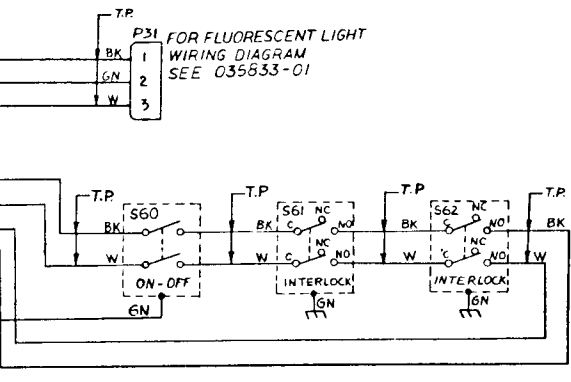 T.P.
P31
FOR FLUORESCENT LIGHT
WIRING DIAGRAM
SEE 035833-01
BK 1
GN 2
W 3
T.P. T.P. T.P. T.P.
S60 S61 NC S62 NC
BK BK C NO BK C NO BK
NC NC
W W C NO W C NO W
ON-OFF INTERLOCK INTERLOCK
GN GN GN